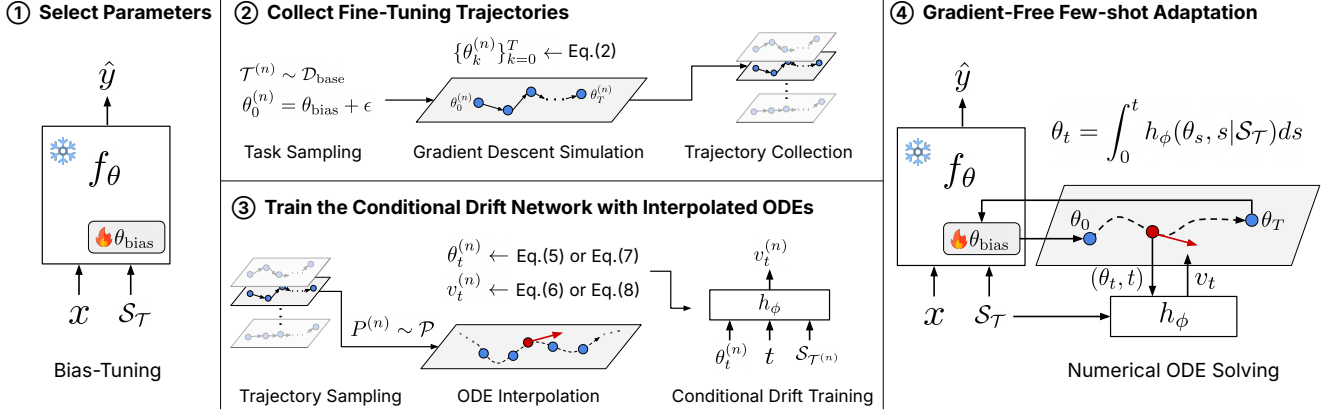 ① Select Parameters
ŷ
f_θ
θ_bias
x S_𝒯
Bias-Tuning
② Collect Fine-Tuning Trajectories
{θ_k^(n)}_{k=0}^T ← Eq.(2)
𝒯^(n) ∼ 𝒟_base
θ_0^(n) = θ_bias + ϵ
θ_0^(n) θ_T^(n)
Task Sampling
Gradient Descent Simulation
Trajectory Collection
③ Train the Conditional Drift Network with Interpolated ODEs
θ_t^(n) ← Eq.(5) or Eq.(7)
v_t^(n) ← Eq.(6) or Eq.(8)
P^(n) ∼ 𝒫
v_t^(n)
h_ϕ
θ_t^(n) t S_𝒯^(n)
Trajectory Sampling
ODE Interpolation
Conditional Drift Training
④ Gradient-Free Few-shot Adaptation
ŷ
θ_t = ∫_0^t h_ϕ(θ_s, s|S_𝒯)ds
f_θ
θ_bias
θ_0 θ_T
(θ_t, t) v_t
x S_𝒯
h_ϕ
Numerical ODE Solving